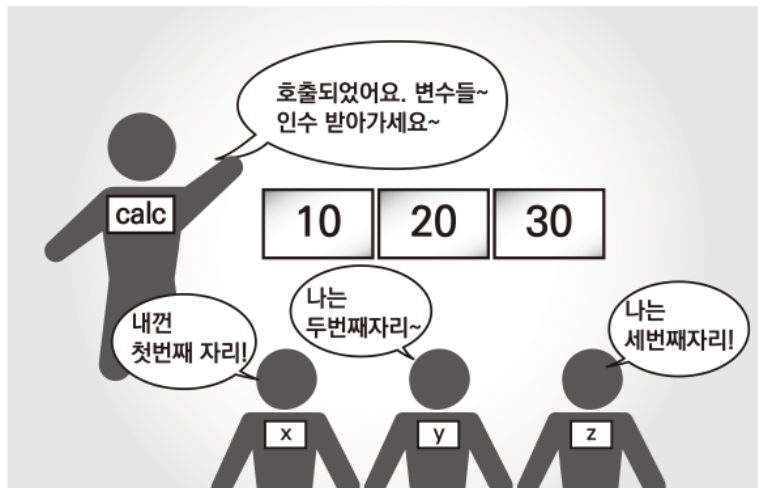 호출되었어요. 변수들~
인수 받아가세요~
calc
10 20 30
내껀
첫번째 자리!
나는
두번째자리~
나는
세번째자리!
x
y
z